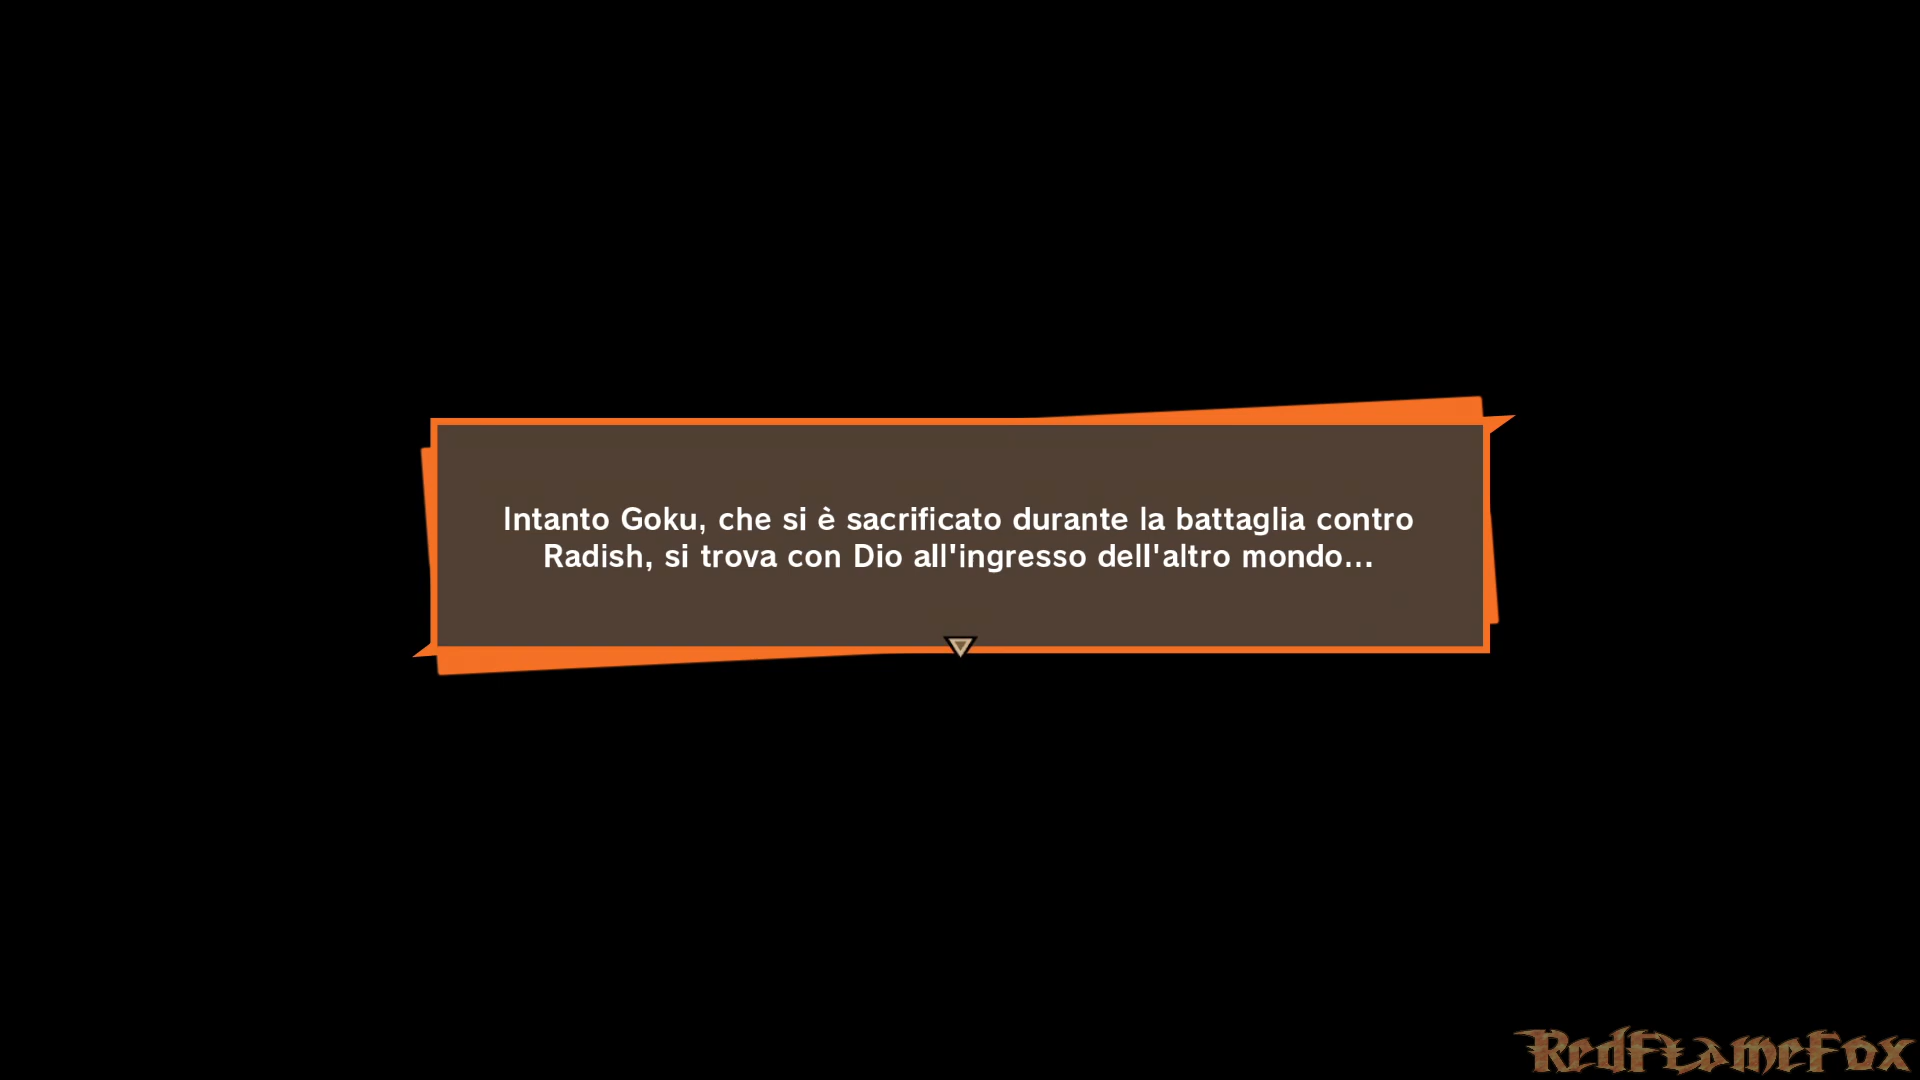 Intanto Goku, che si è sacrificato durante la battaglia contro
Radish, si trova con Dio all'ingresso dell'altro mondo...
RedFlameFox